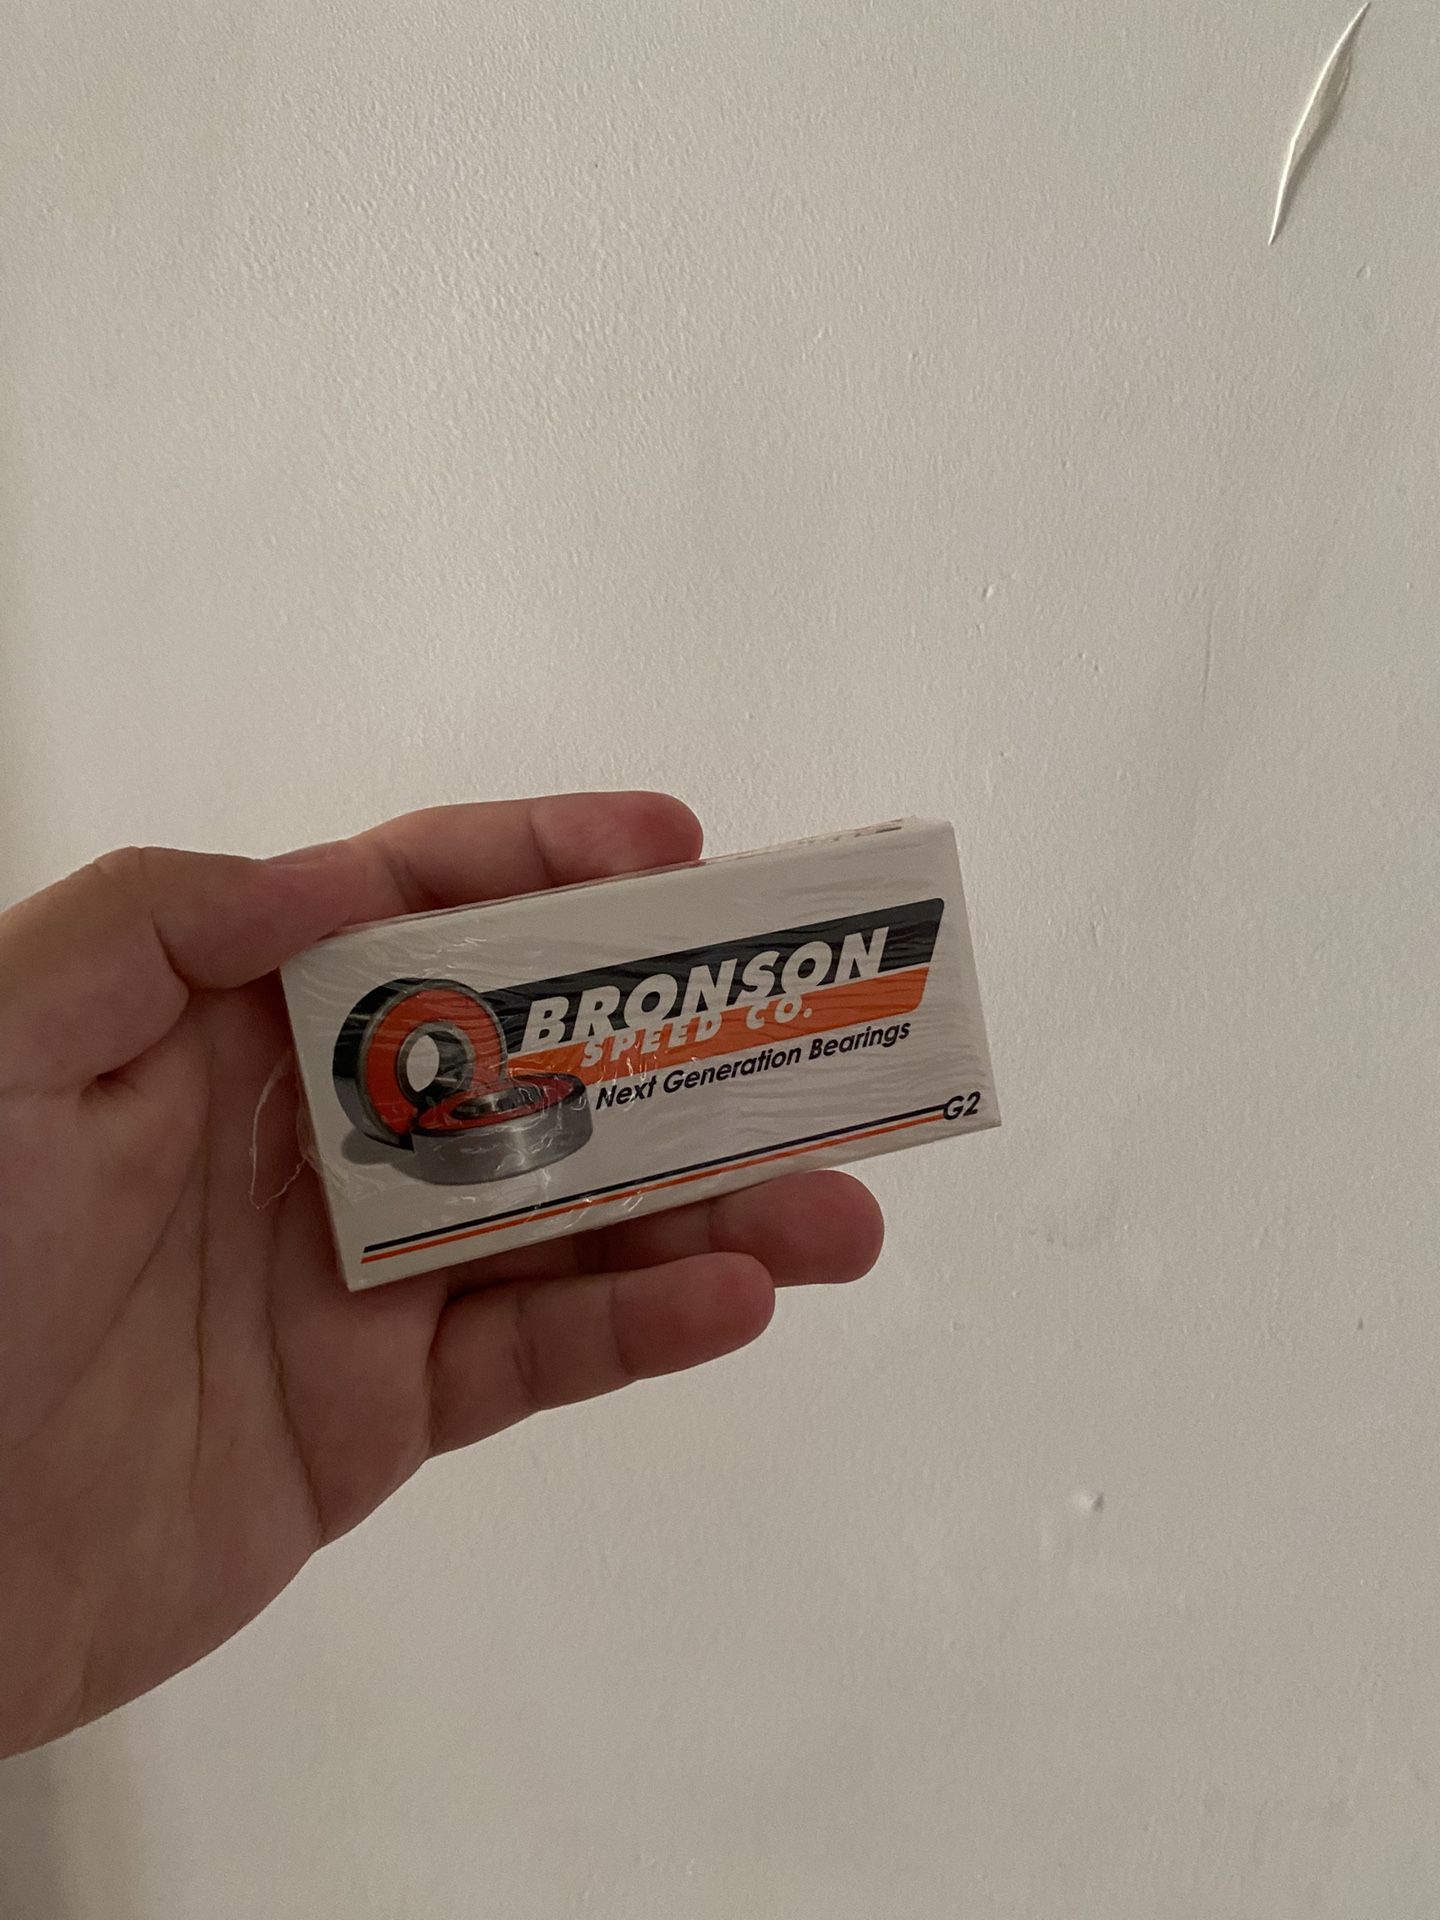 BRONSON
SPEED CO.
Next Generation Bearings
G2